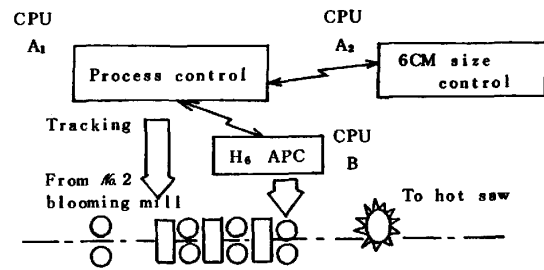 CPU
A₁
Process control
CPU
A₂
6CM size
control
Tracking
H₆ APC
CPU
B
From № 2
blooming mill
To hot saw